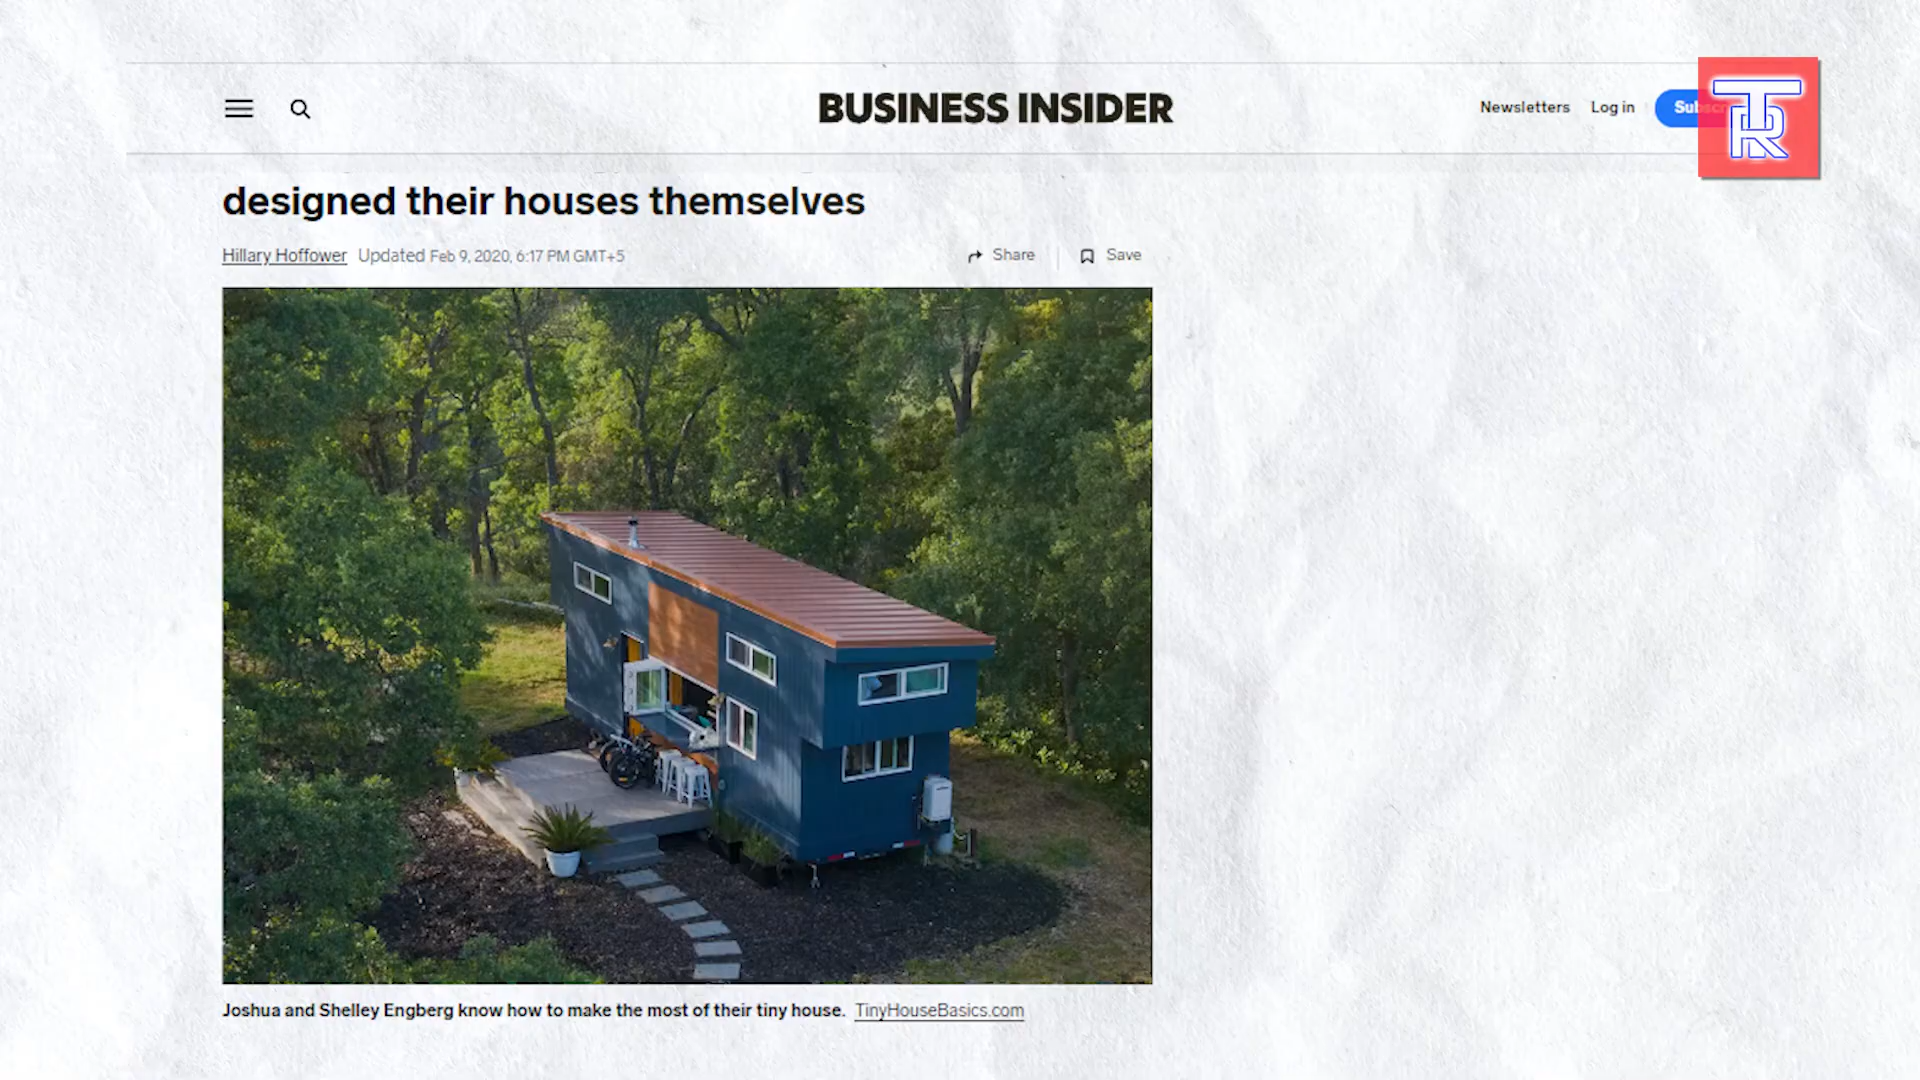 BUSINESS INSIDER
Newsletters Log in
TR
designed their houses themselves
Hillary Hoffower Updated Feb 9, 2020, 6:17 PM GMT+5
Share Save
Joshua and Shelley Engberg know how to make the most of their tiny house. TinyHouseBasics.com